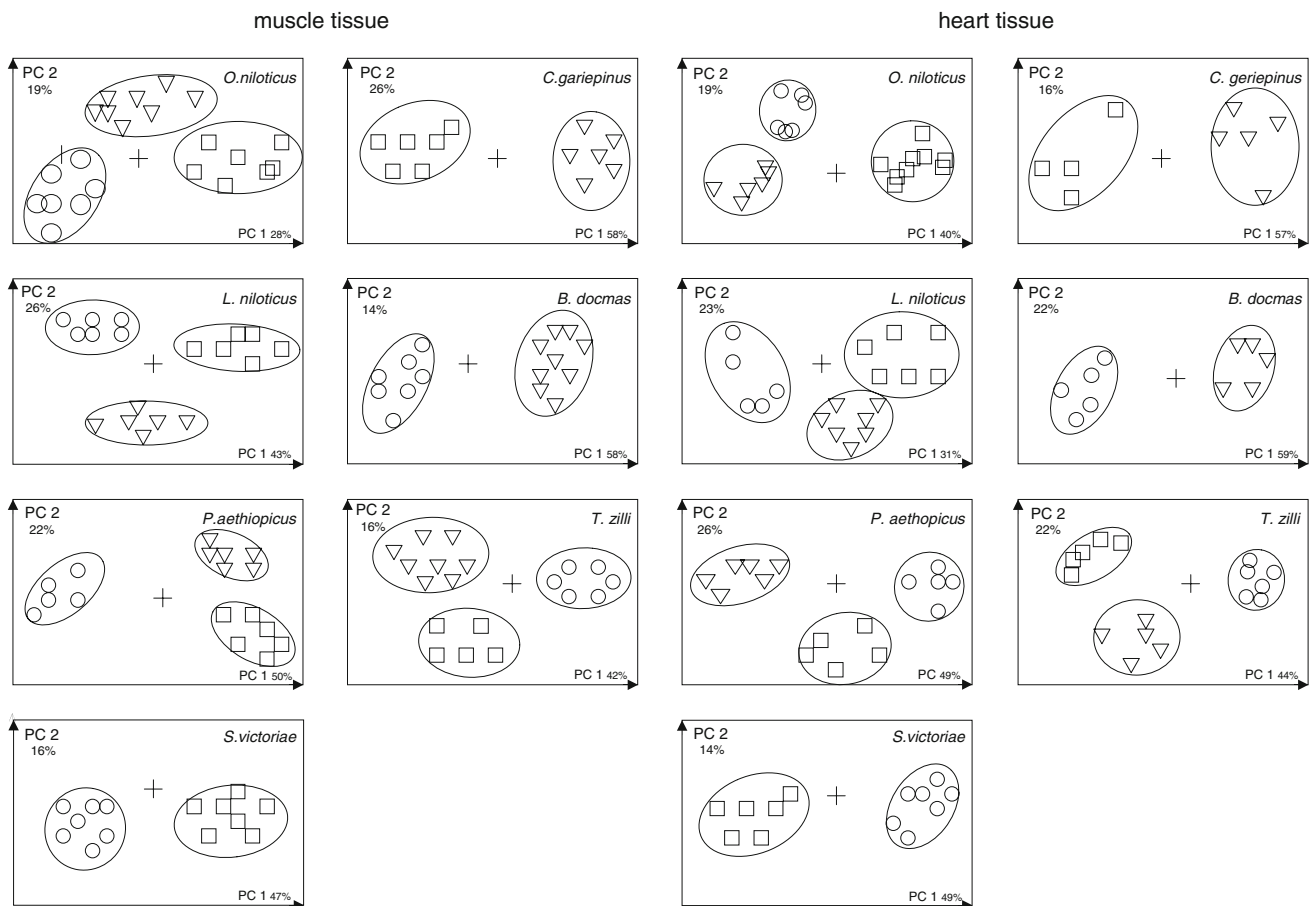 muscle tissue
heart tissue
PC 2
19%
O.niloticus
PC 1 28%
PC 2
26%
C.gariepinus
PC 1 58%
PC 2
19%
O. niloticus
PC 1 40%
PC 2
16%
C. geriepinus
PC 1 57%
PC 2
26%
L. niloticus
PC 1 43%
PC 2
14%
B. docmas
PC 1 58%
PC 2
23%
L. niloticus
PC 1 31%
PC 2
22%
B. docmas
PC 1 59%
PC 2
22%
P.aethiopicus
PC 1 50%
PC 2
16%
T. zilli
PC 1 42%
PC 2
26%
P. aethopicus
PC 49%
PC 2
22%
T. zilli
PC 1 44%
PC 2
16%
S.victoriae
PC 1 47%
PC 2
14%
S.victoriae
PC 1 49%